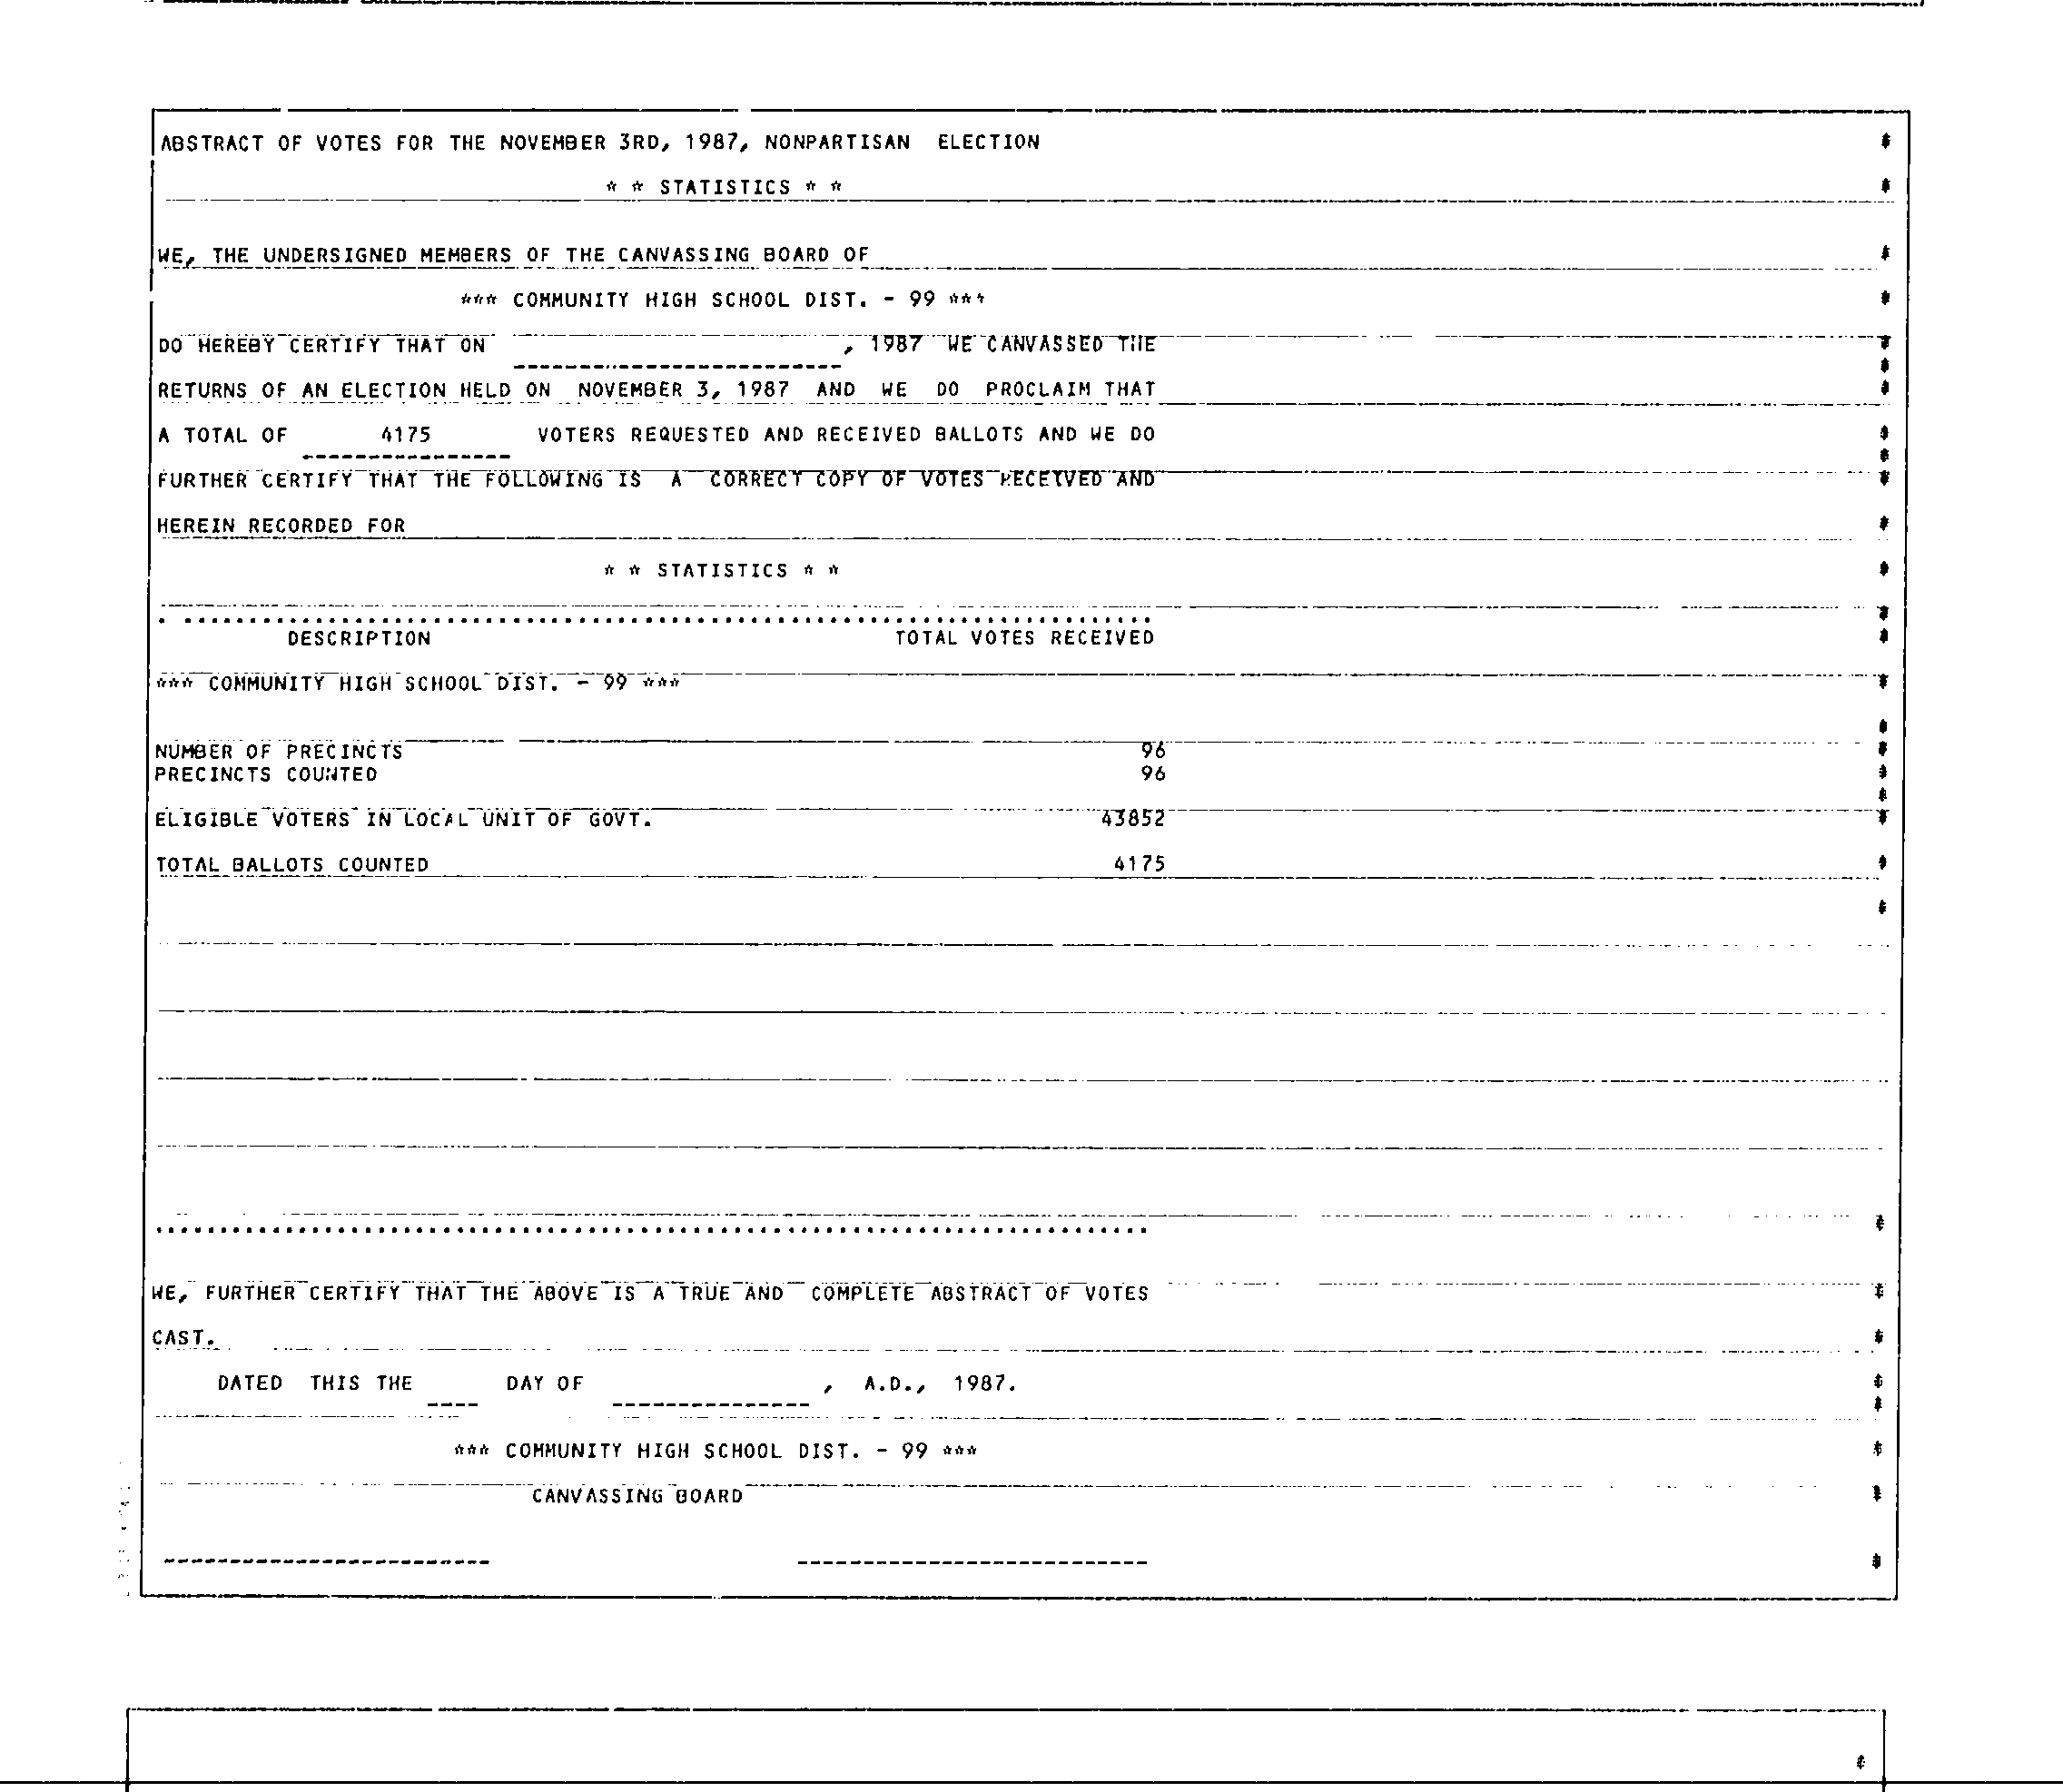 ABSTRACT OF VOTES FOR THE NOVEMBER 3RD, 1987, NONPARTISAN ELECTION
* * STATISTICS * *
WE, THE UNDERSIGNED MEMBERS OF THE CANVASSING BOARD OF
*** COMMUNITY HIGH SCHOOL DIST. - 99 ***
DO HEREBY CERTIFY THAT ON , 1987 WE CANVASSED THE
RETURNS OF AN ELECTION HELD ON NOVEMBER 3, 1987 AND WE DO PROCLAIM THAT
A TOTAL OF 4175 VOTERS REQUESTED AND RECEIVED BALLOTS AND WE DO
FURTHER CERTIFY THAT THE FOLLOWING IS A CORRECT COPY OF VOTES RECEIVED AND
HEREIN RECORDED FOR
* * STATISTICS * *
DESCRIPTION TOTAL VOTES RECEIVED
*** COMMUNITY HIGH SCHOOL DIST. - 99 ***
NUMBER OF PRECINCTS 96
PRECINCTS COUNTED 96
ELIGIBLE VOTERS IN LOCAL UNIT OF GOVT. 43852
TOTAL BALLOTS COUNTED 4175
WE, FURTHER CERTIFY THAT THE ABOVE IS A TRUE AND COMPLETE ABSTRACT OF VOTES
CAST.
DATED THIS THE ---- DAY OF ---------------, A.D., 1987.
*** COMMUNITY HIGH SCHOOL DIST. - 99 ***
CANVASSING BOARD